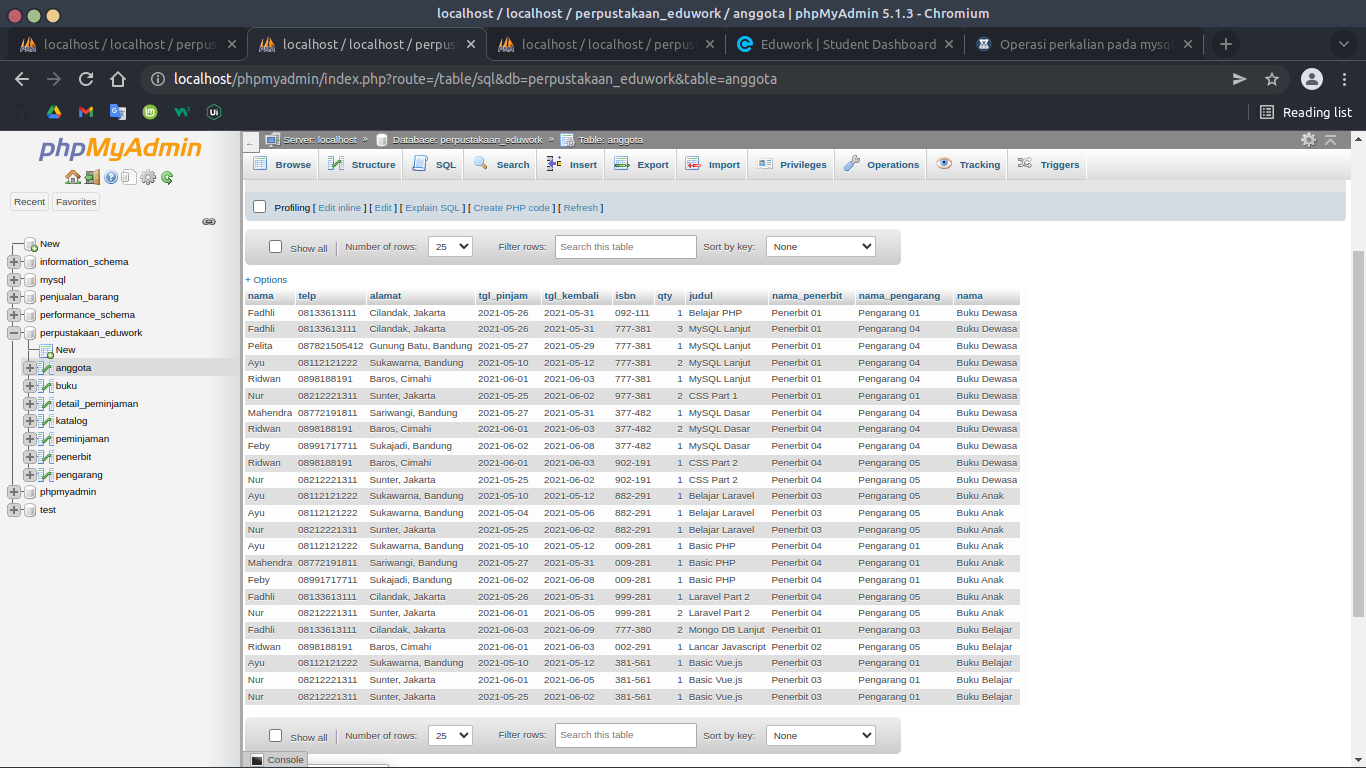 localhost / localhost / perpustakaan_eduwork / anggota | phpMyAdmin 5.1.3 - Chromium
localhost / localhost / perpus localhost / localhost / perpus localhost / localhost / perpus Eduwork | Student Dashboard Operasi perkalian pada mysq
localhost/phpmyadmin/index.php?route=/table/sql&db=perpustakaan_eduwork&table=anggota
Reading list
phpMyAdmin
Recent Favorites
New
information_schema
mysql
penjualan_barang
performance_schema
perpustakaan_eduwork
New
anggota
buku
detail_peminjaman
katalog
peminjaman
penerbit
pengarang
phpmyadmin
test
Server: localhost » Database: perpustakaan_eduwork » Table: anggota
Browse Structure SQL Search Insert Export Import Privileges Operations Tracking Triggers
Profiling [ Edit inline ] [ Edit ] [ Explain SQL ] [ Create PHP code ] [ Refresh ]
Show all | Number of rows: 25 Filter rows: Search this table Sort by key: None
+ Options
nama telp alamat tgl_pinjam tgl_kembali isbn qty judul nama_penerbit nama_pengarang nama
Fadhli 08133613111 Cilandak, Jakarta 2021-05-26 2021-05-31 092-111 1 Belajar PHP Penerbit 01 Pengarang 01 Buku Dewasa
Fadhli 08133613111 Cilandak, Jakarta 2021-05-26 2021-05-31 777-381 3 MySQL Lanjut Penerbit 01 Pengarang 04 Buku Dewasa
Pelita 087821505412 Gunung Batu, Bandung 2021-05-27 2021-05-29 777-381 1 MySQL Lanjut Penerbit 01 Pengarang 04 Buku Dewasa
Ayu 08112121222 Sukawarna, Bandung 2021-05-10 2021-05-12 777-381 2 MySQL Lanjut Penerbit 01 Pengarang 04 Buku Dewasa
Ridwan 0898188191 Baros, Cimahi 2021-06-01 2021-06-03 777-381 1 MySQL Lanjut Penerbit 01 Pengarang 04 Buku Dewasa
Nur 08212221311 Sunter, Jakarta 2021-05-25 2021-06-02 977-381 2 CSS Part 1 Penerbit 01 Pengarang 01 Buku Dewasa
Mahendra 08772191811 Sariwangi, Bandung 2021-05-27 2021-05-31 377-482 1 MySQL Dasar Penerbit 04 Pengarang 04 Buku Dewasa
Ridwan 0898188191 Baros, Cimahi 2021-06-01 2021-06-03 377-482 2 MySQL Dasar Penerbit 04 Pengarang 04 Buku Dewasa
Feby 08991717711 Sukajadi, Bandung 2021-06-02 2021-06-08 377-482 1 MySQL Dasar Penerbit 04 Pengarang 04 Buku Dewasa
Ridwan 0898188191 Baros, Cimahi 2021-06-01 2021-06-03 902-191 1 CSS Part 2 Penerbit 04 Pengarang 05 Buku Dewasa
Nur 08212221311 Sunter, Jakarta 2021-05-25 2021-06-02 902-191 1 CSS Part 2 Penerbit 04 Pengarang 05 Buku Dewasa
Ayu 08112121222 Sukawarna, Bandung 2021-05-10 2021-05-12 882-291 1 Belajar Laravel Penerbit 03 Pengarang 05 Buku Anak
Ayu 08112121222 Sukawarna, Bandung 2021-05-04 2021-05-06 882-291 1 Belajar Laravel Penerbit 03 Pengarang 05 Buku Anak
Nur 08212221311 Sunter, Jakarta 2021-05-25 2021-06-02 882-291 1 Belajar Laravel Penerbit 03 Pengarang 05 Buku Anak
Ayu 08112121222 Sukawarna, Bandung 2021-05-10 2021-05-12 009-281 1 Basic PHP Penerbit 04 Pengarang 01 Buku Anak
Mahendra 08772191811 Sariwangi, Bandung 2021-05-27 2021-05-31 009-281 1 Basic PHP Penerbit 04 Pengarang 01 Buku Anak
Feby 08991717711 Sukajadi, Bandung 2021-06-02 2021-06-08 009-281 1 Basic PHP Penerbit 04 Pengarang 01 Buku Anak
Fadhli 08133613111 Cilandak, Jakarta 2021-05-26 2021-05-31 999-281 1 Laravel Part 2 Penerbit 04 Pengarang 05 Buku Anak
Nur 08212221311 Sunter, Jakarta 2021-06-01 2021-06-05 999-281 2 Laravel Part 2 Penerbit 04 Pengarang 05 Buku Anak
Fadhli 08133613111 Cilandak, Jakarta 2021-06-03 2021-06-09 777-380 2 Mongo DB Lanjut Penerbit 01 Pengarang 03 Buku Belajar
Ridwan 0898188191 Baros, Cimahi 2021-06-01 2021-06-03 002-291 1 Lancar Javascript Penerbit 02 Pengarang 05 Buku Belajar
Ayu 08112121222 Sukawarna, Bandung 2021-05-10 2021-05-12 381-561 1 Basic Vue.js Penerbit 03 Pengarang 01 Buku Belajar
Nur 08212221311 Sunter, Jakarta 2021-06-01 2021-06-05 381-561 1 Basic Vue.js Penerbit 03 Pengarang 01 Buku Belajar
Nur 08212221311 Sunter, Jakarta 2021-05-25 2021-06-02 381-561 1 Basic Vue.js Penerbit 03 Pengarang 01 Buku Belajar
Show all | Number of rows: 25 Filter rows: Search this table Sort by key: None
Console